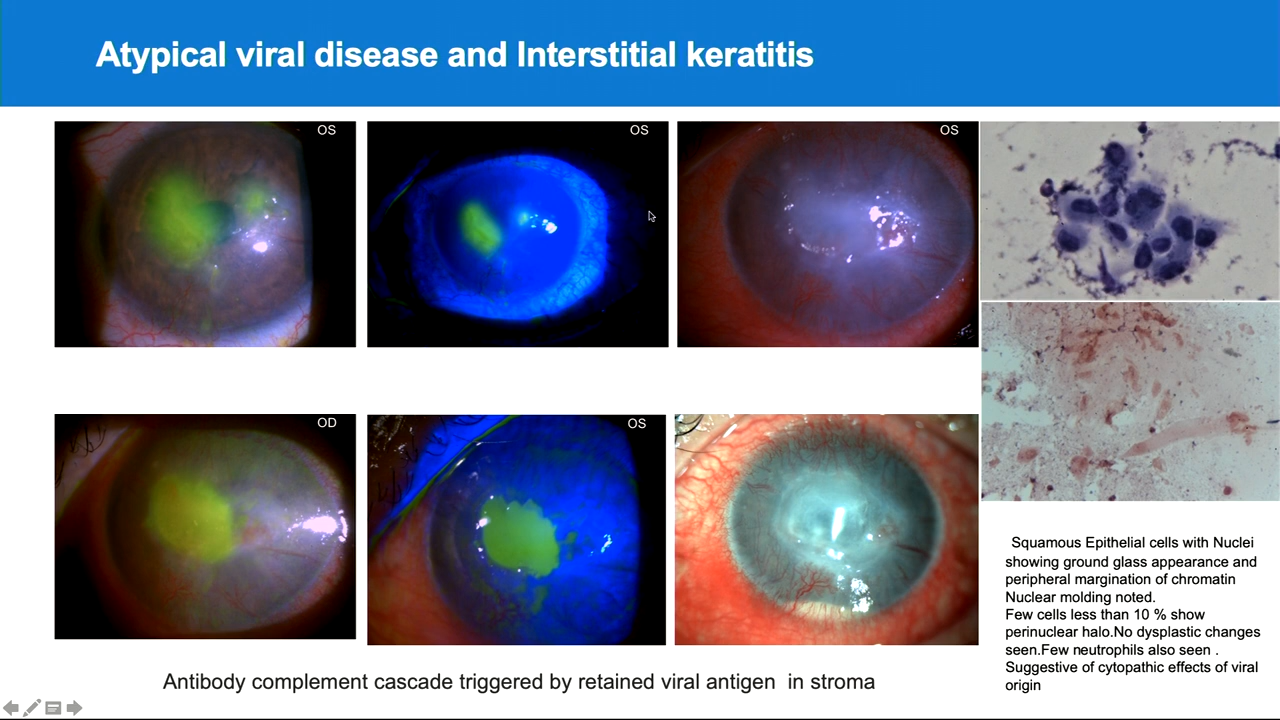 Atypical viral disease and Interstitial keratitis
OS
OS
OS
OD
OS
Squamous Epithelial cells with Nuclei
showing ground glass appearance and
peripheral margination of chromatin
Nuclear molding noted.
Few cells less than 10 % show
perinuclear halo.No dysplastic changes
seen.Few neutrophils also seen .
Suggestive of cytopathic effects of viral
origin
Antibody complement cascade triggered by retained viral antigen in stroma